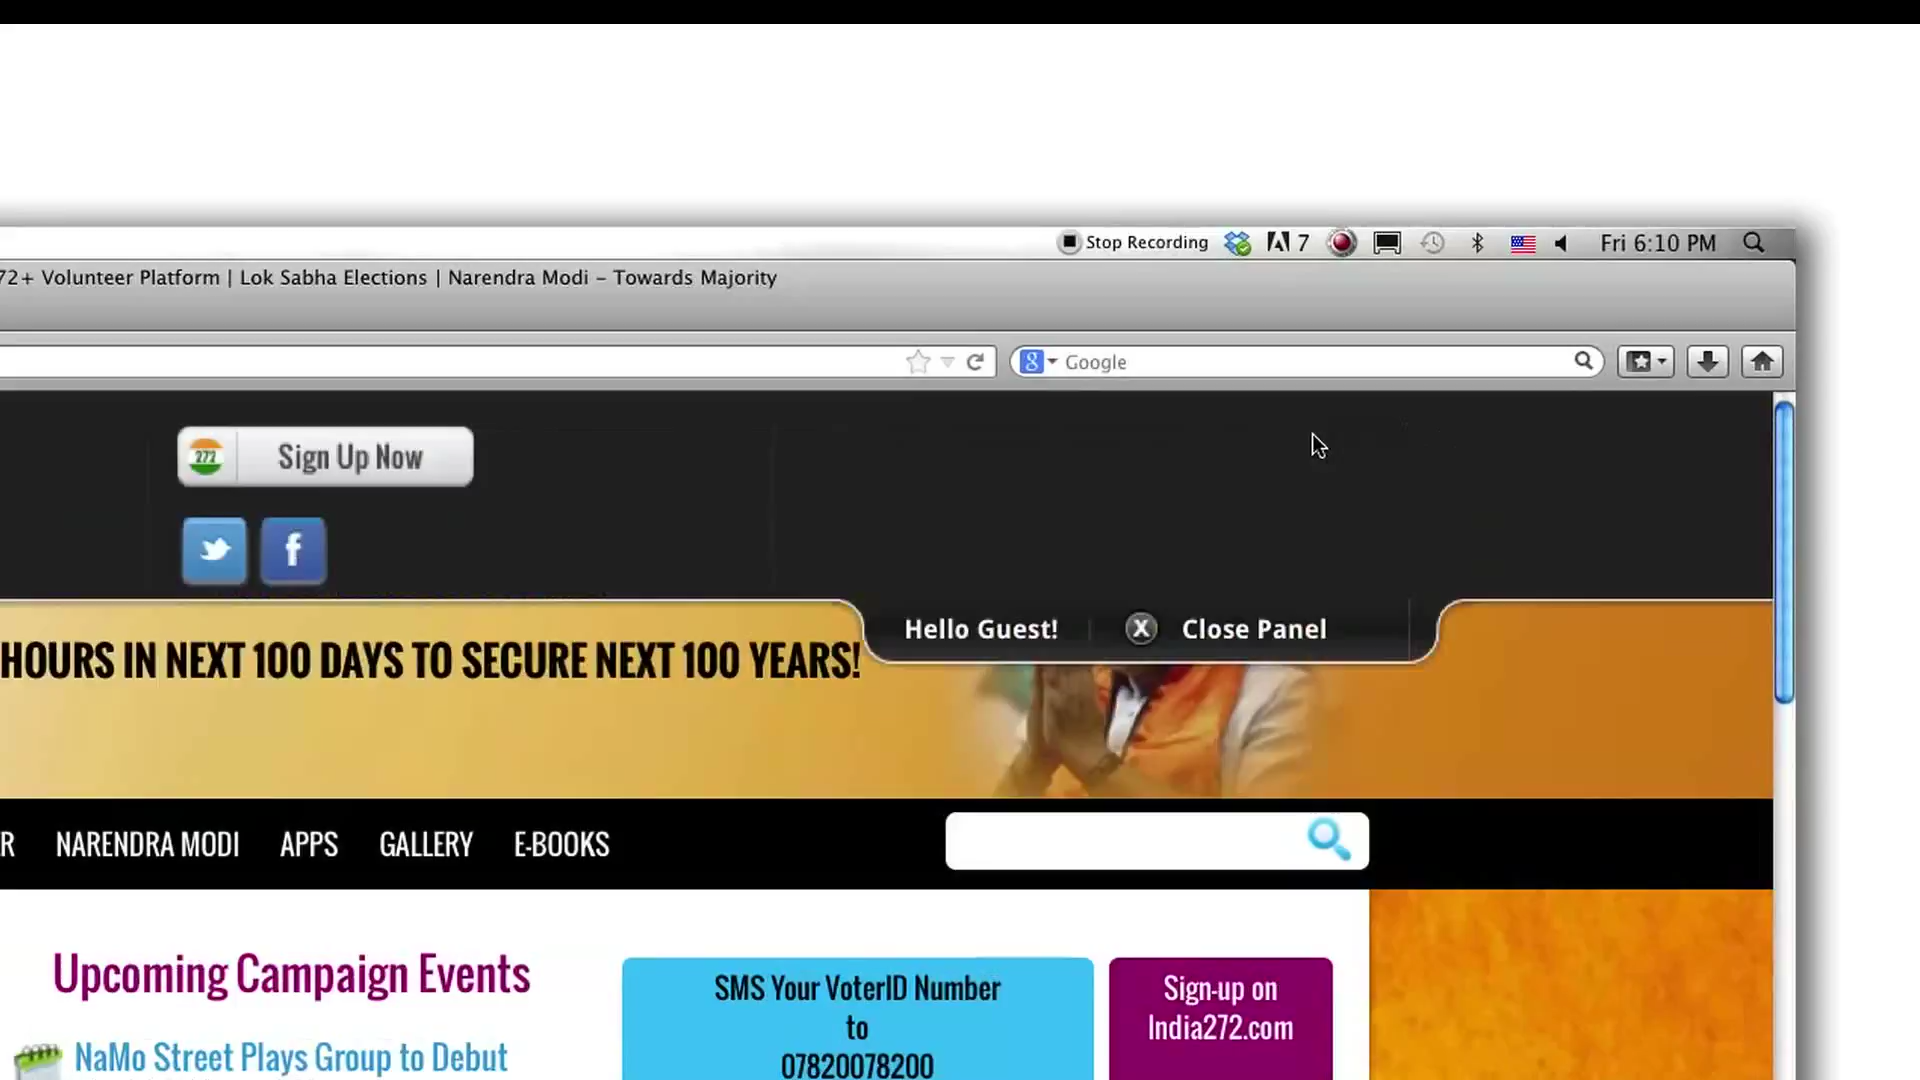 Stop Recording 7 Fri 6:10 PM
72+ Volunteer Platform | Lok Sabha Elections | Narendra Modi – Towards Majority
8 Google
272 Sign Up Now
f
Hello Guest! X Close Panel
HOURS IN NEXT 100 DAYS TO SECURE NEXT 100 YEARS!
R NARENDRA MODI APPS GALLERY E-BOOKS
Upcoming Campaign Events
NaMo Street Plays Group to Debut
SMS Your VoterID Number
to
07820078200
Sign-up on
India272.com